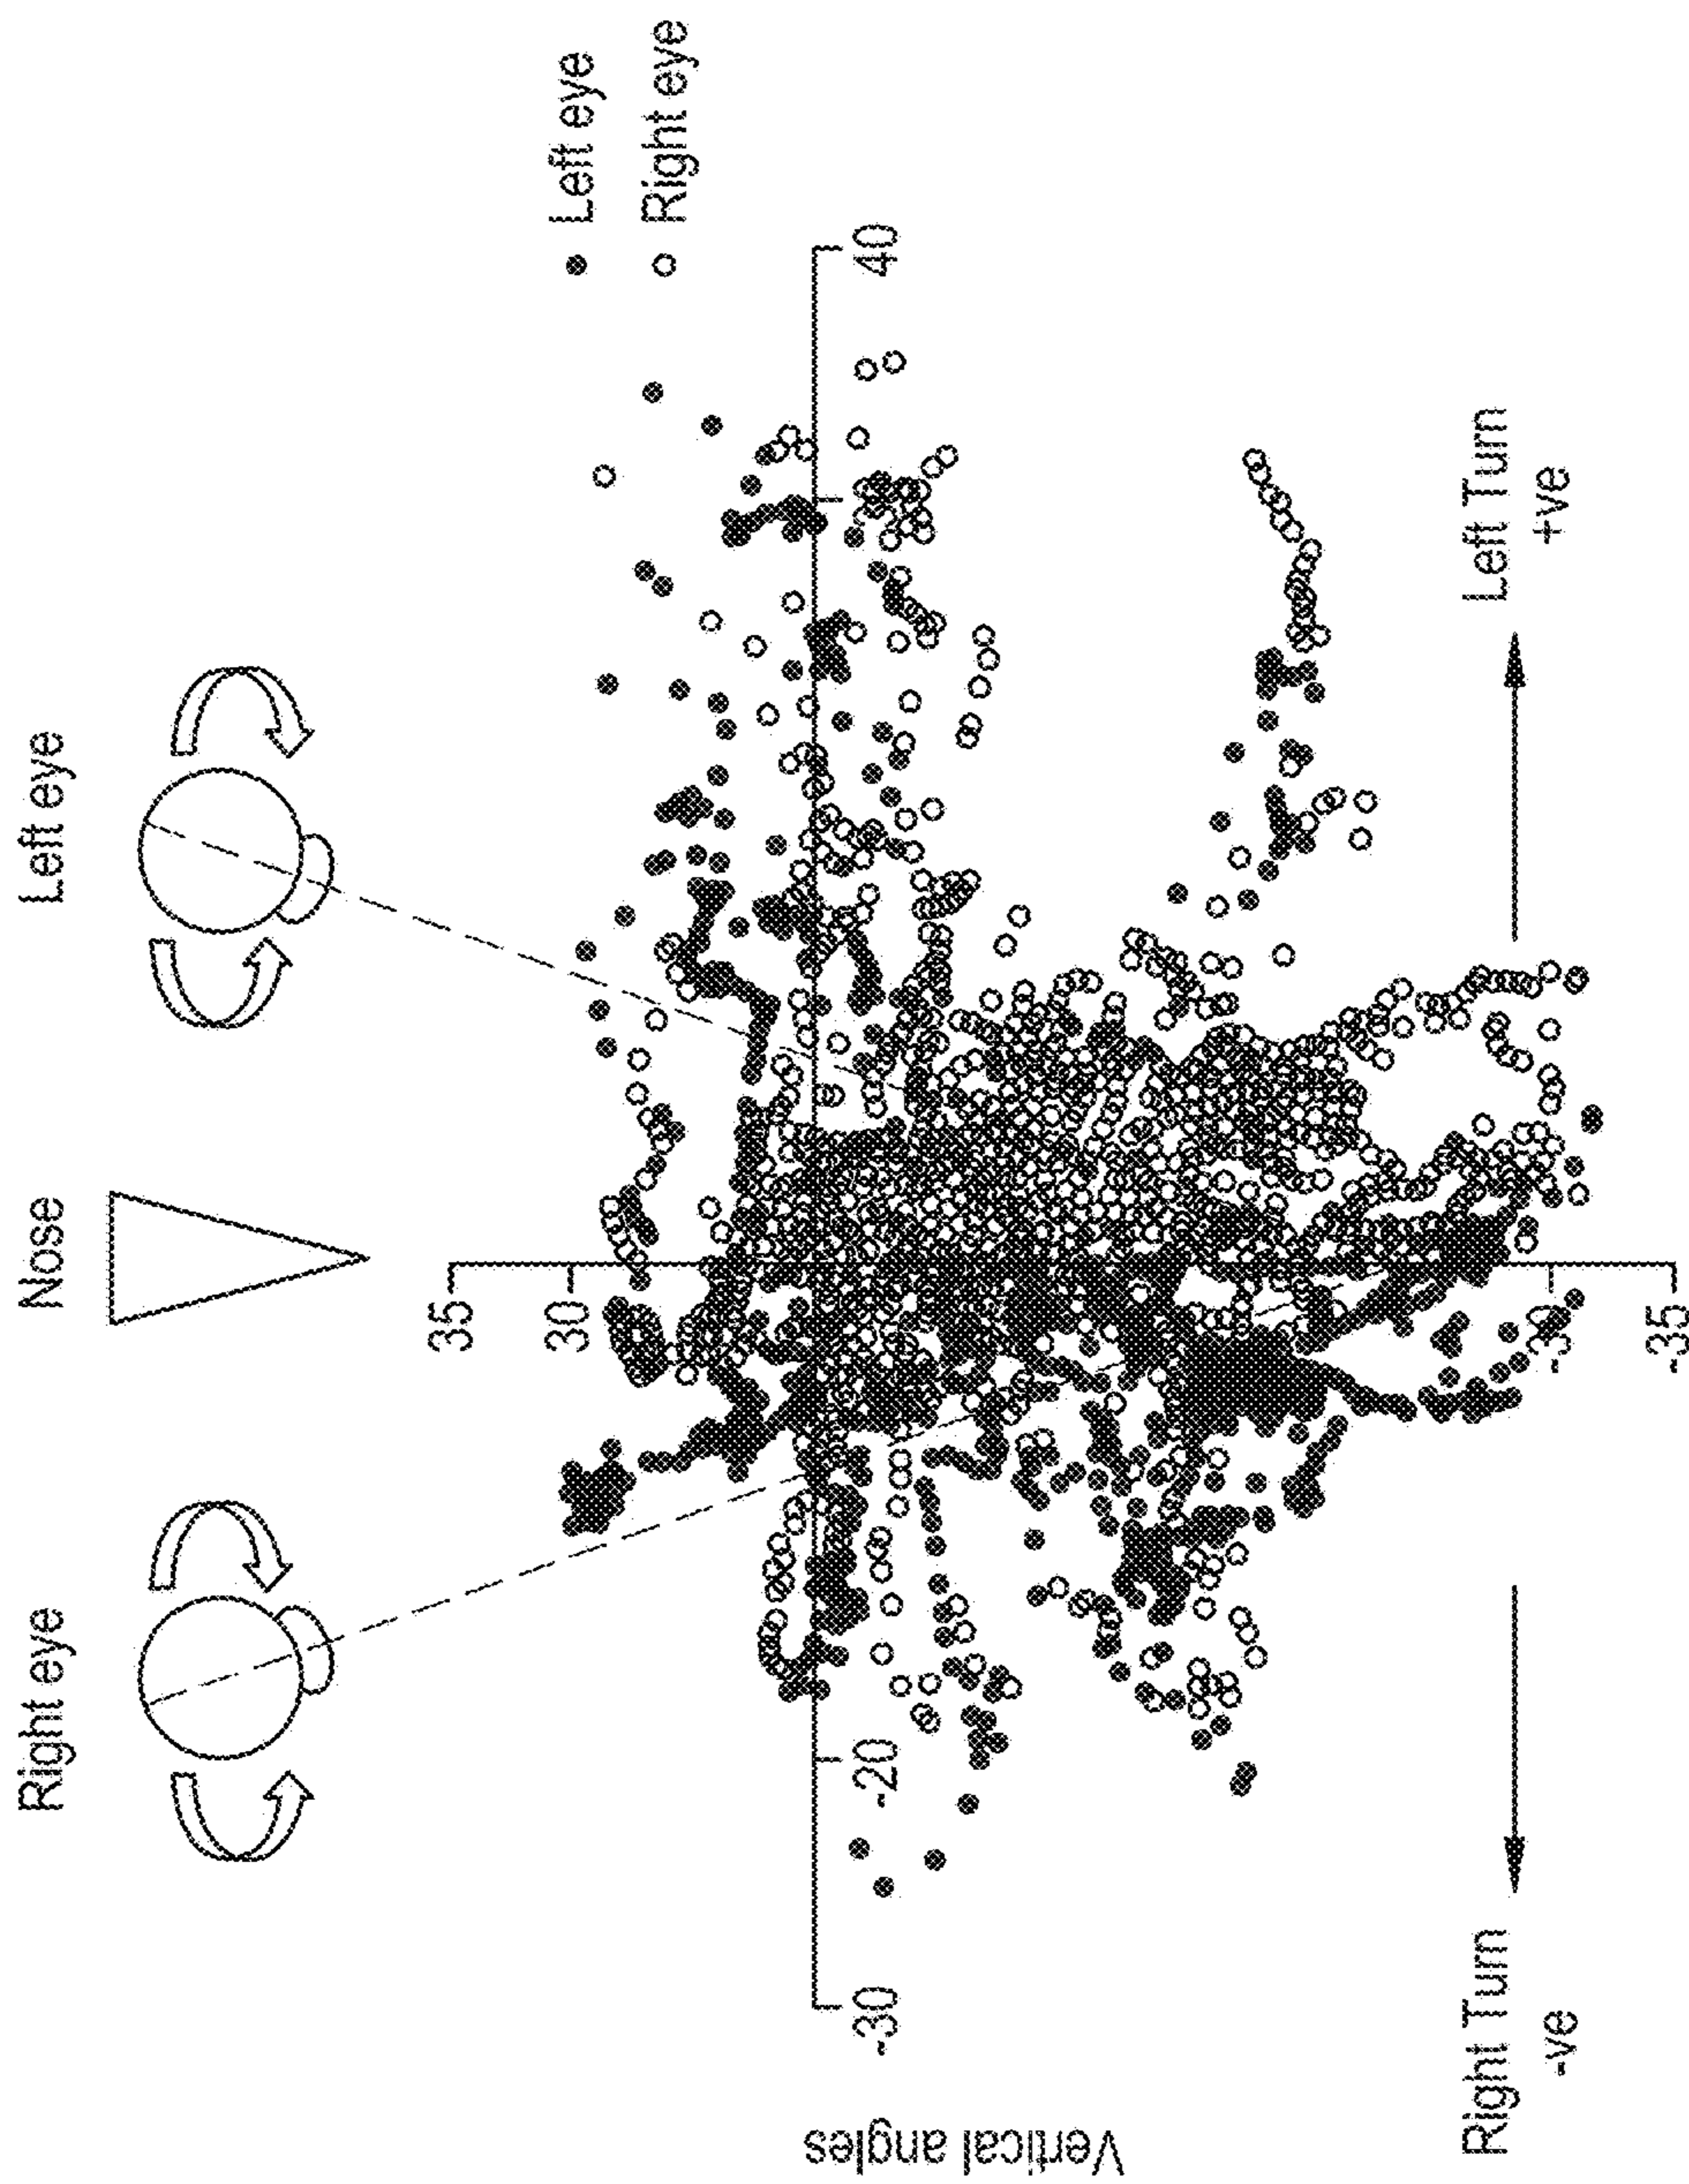 Right eye
Nose
Left eye
35
30
Left eye
Right eye
-30
-20
40
-30
-35
Vertical angles
Right Turn
-ve
Left Turn
+ve